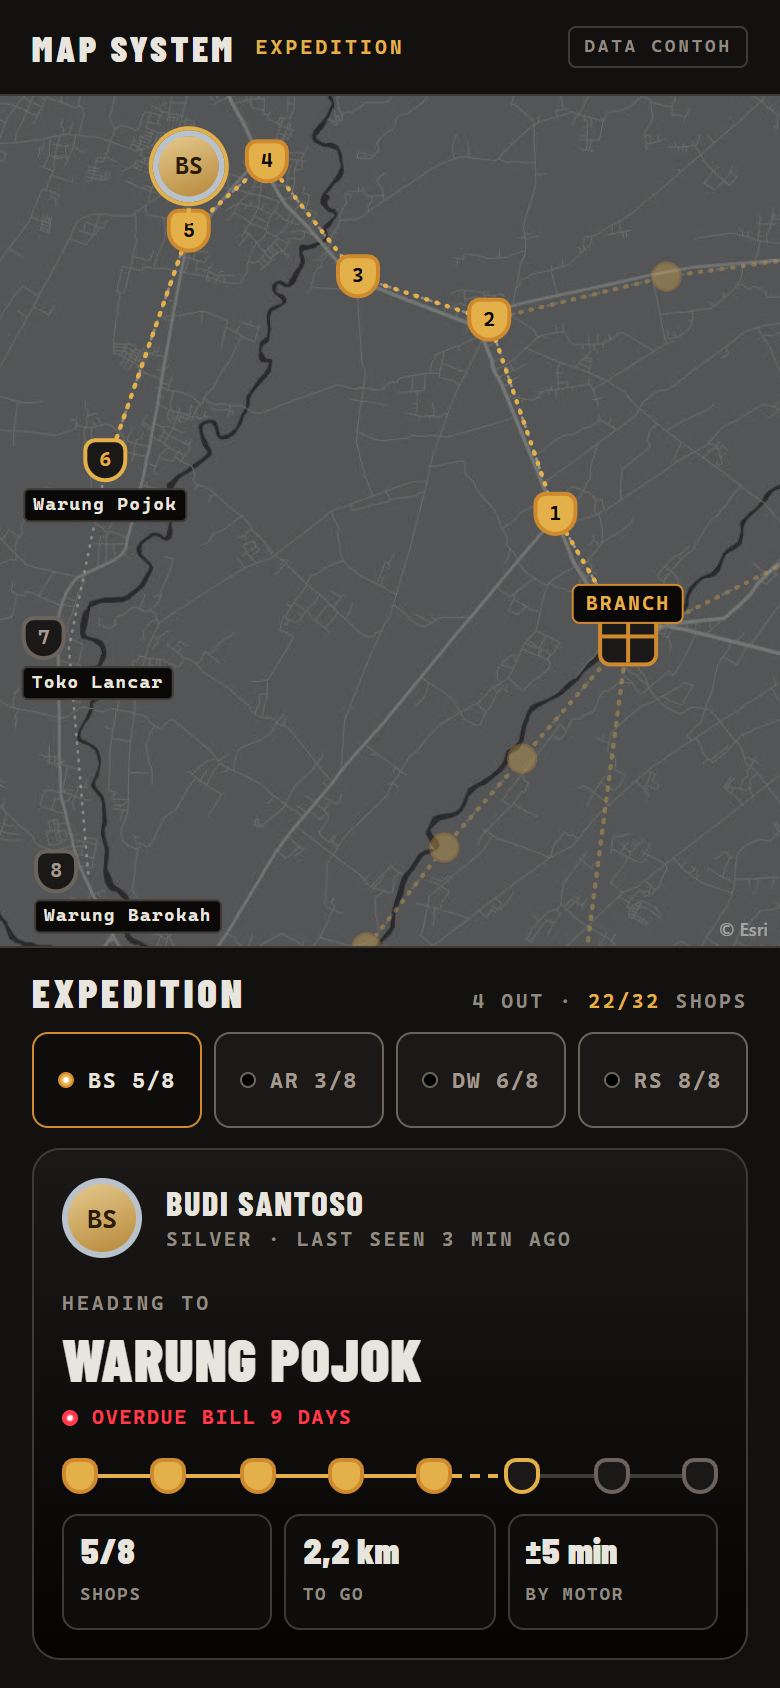 MAP SYSTEM EXPEDITION DATA CONTOH
BS
4
5
3
2
6
Warung Pojok
1
BRANCH
7
Toko Lancar
8
Warung Barokah
© Esri
EXPEDITION 4 OUT · 22/32 SHOPS
BS 5/8 AR 3/8 DW 6/8 RS 8/8
BS
BUDI SANTOSO
SILVER · LAST SEEN 3 MIN AGO
HEADING TO
WARUNG POJOK
OVERDUE BILL 9 DAYS
5/8 2,2 km ±5 min
SHOPS TO GO BY MOTOR